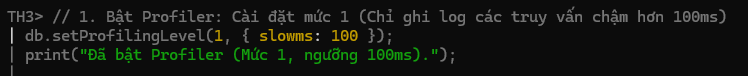 TH3> // 1. Bật Profiler: Cài đặt mức 1 (Chỉ ghi log các truy vấn chậm hơn 100ms)
| db.setProfilingLevel(1, { slowms: 100 });
| print("Đã bật Profiler (Mức 1, ngưỡng 100ms).");
|